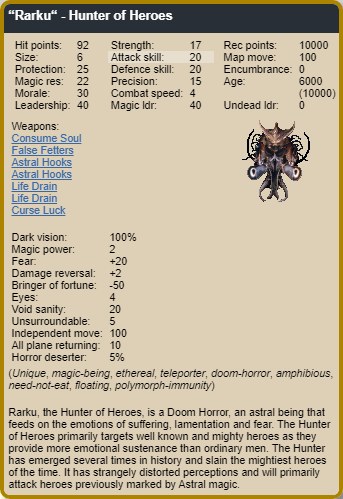 “Rarku“ - Hunter of Heroes
Hit points: 92 Strength: 17 Rec points: 10000
Size: 6 Attack skill: 20 Map move: 100
Protection: 25 Defence skill: 20 Encumbrance: 0
Magic res: 22 Precision: 15 Age: 6000
Morale: 30 Combat speed: 4 (10000)
Leadership: 40 Magic ldr: 40 Undead ldr: 0
Weapons:
Consume Soul
False Fetters
Astral Hooks
Astral Hooks
Life Drain
Life Drain
Curse Luck
Dark vision: 100%
Magic power: 2
Fear: +20
Damage reversal: +2
Bringer of fortune: -50
Eyes: 4
Void sanity: 20
Unsurroundable: 5
Independent move: 100
All plane returning: 10
Horror deserter: 5%
(Unique, magic-being, ethereal, teleporter, doom-horror, amphibious,
need-not-eat, floating, polymorph-immunity)
Rarku, the Hunter of Heroes, is a Doom Horror, an astral being that
feeds on the emotions of suffering, lamentation and fear. The Hunter
of Heroes primarily targets well known and mighty heroes as they
provide more emotional sustenance than ordinary men. The Hunter
has emerged several times in history and slain the mightiest heroes
of the time. It has strangely distorted perceptions and will primarily
attack heroes previously marked by Astral magic.